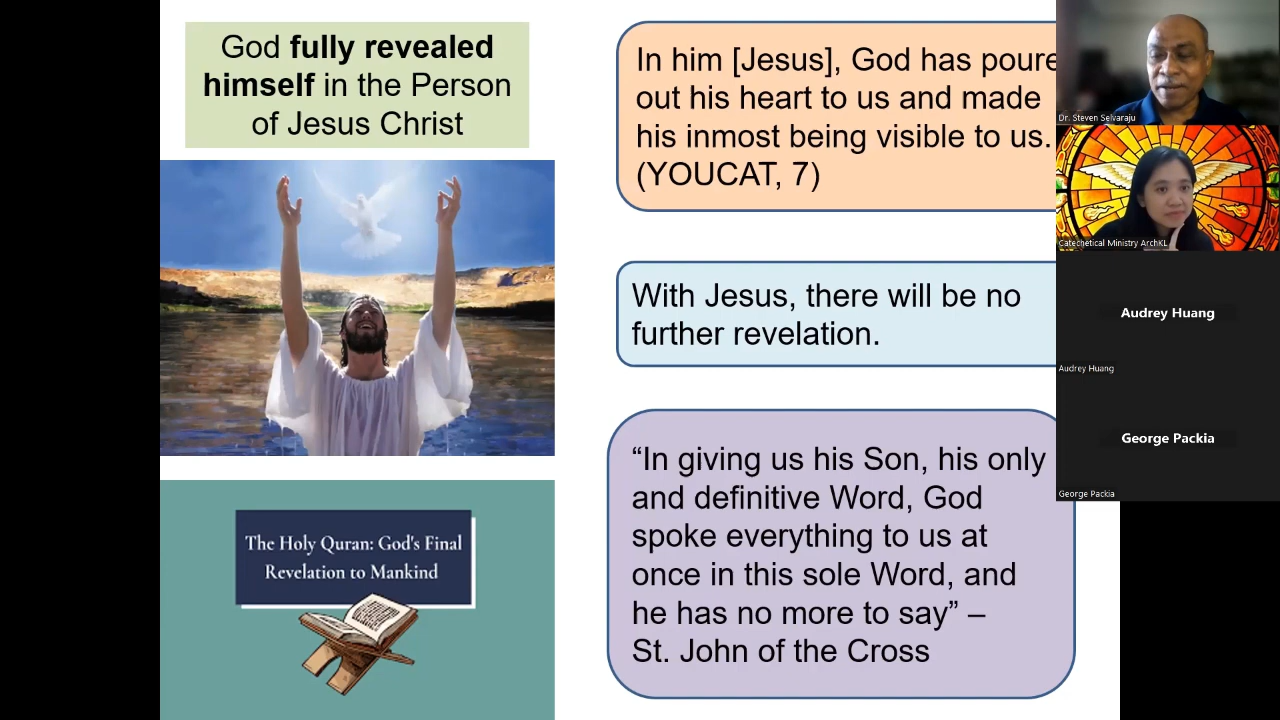 God fully revealed
himself in the Person
of Jesus Christ
The Holy Quran: God's Final
Revelation to Mankind
In him [Jesus], God has poure
out his heart to us and made
his inmost being visible to us.
(YOUCAT, 7)
With Jesus, there will be no
further revelation.
“In giving us his Son, his only
and definitive Word, God
spoke everything to us at
once in this sole Word, and
he has no more to say” –
St. John of the Cross
Dr. Steven Selvaraju
Catechetical Ministry ArchKL
Audrey Huang
Audrey Huang
George Packia
George Packia